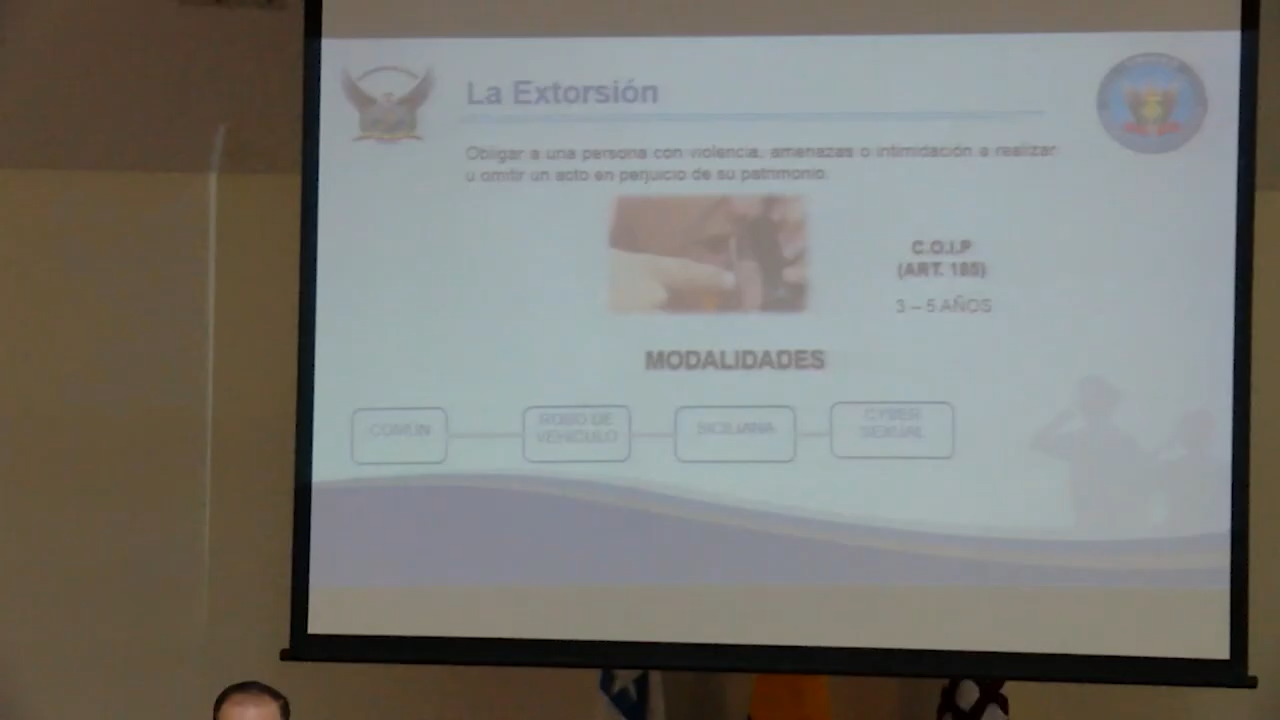 La Extorsión
Obligar a una persona con violencia, amenazas o intimidación a realizar
u omitir un acto en perjuicio de su patrimonio.
C.O.I.P
(ART. 185)
3 – 5 AÑOS
MODALIDADES
COMÚN
ROBO DE
VEHÍCULO
SICILIANA
CYBER
SEXUAL